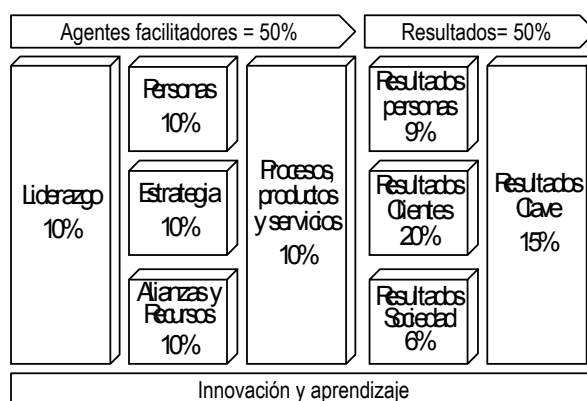 Agentes facilitadores = 50%
Resultados= 50%
Liderazgo
10%
Personas
10%
Estrategia
10%
Alianzas y
Recursos
10%
Procesos,
productos
y servicios
10%
Resultados
personas
9%
Resultados
Clientes
20%
Resultados
Sociedad
6%
Resultados
Clave
15%
Innovación y aprendizaje